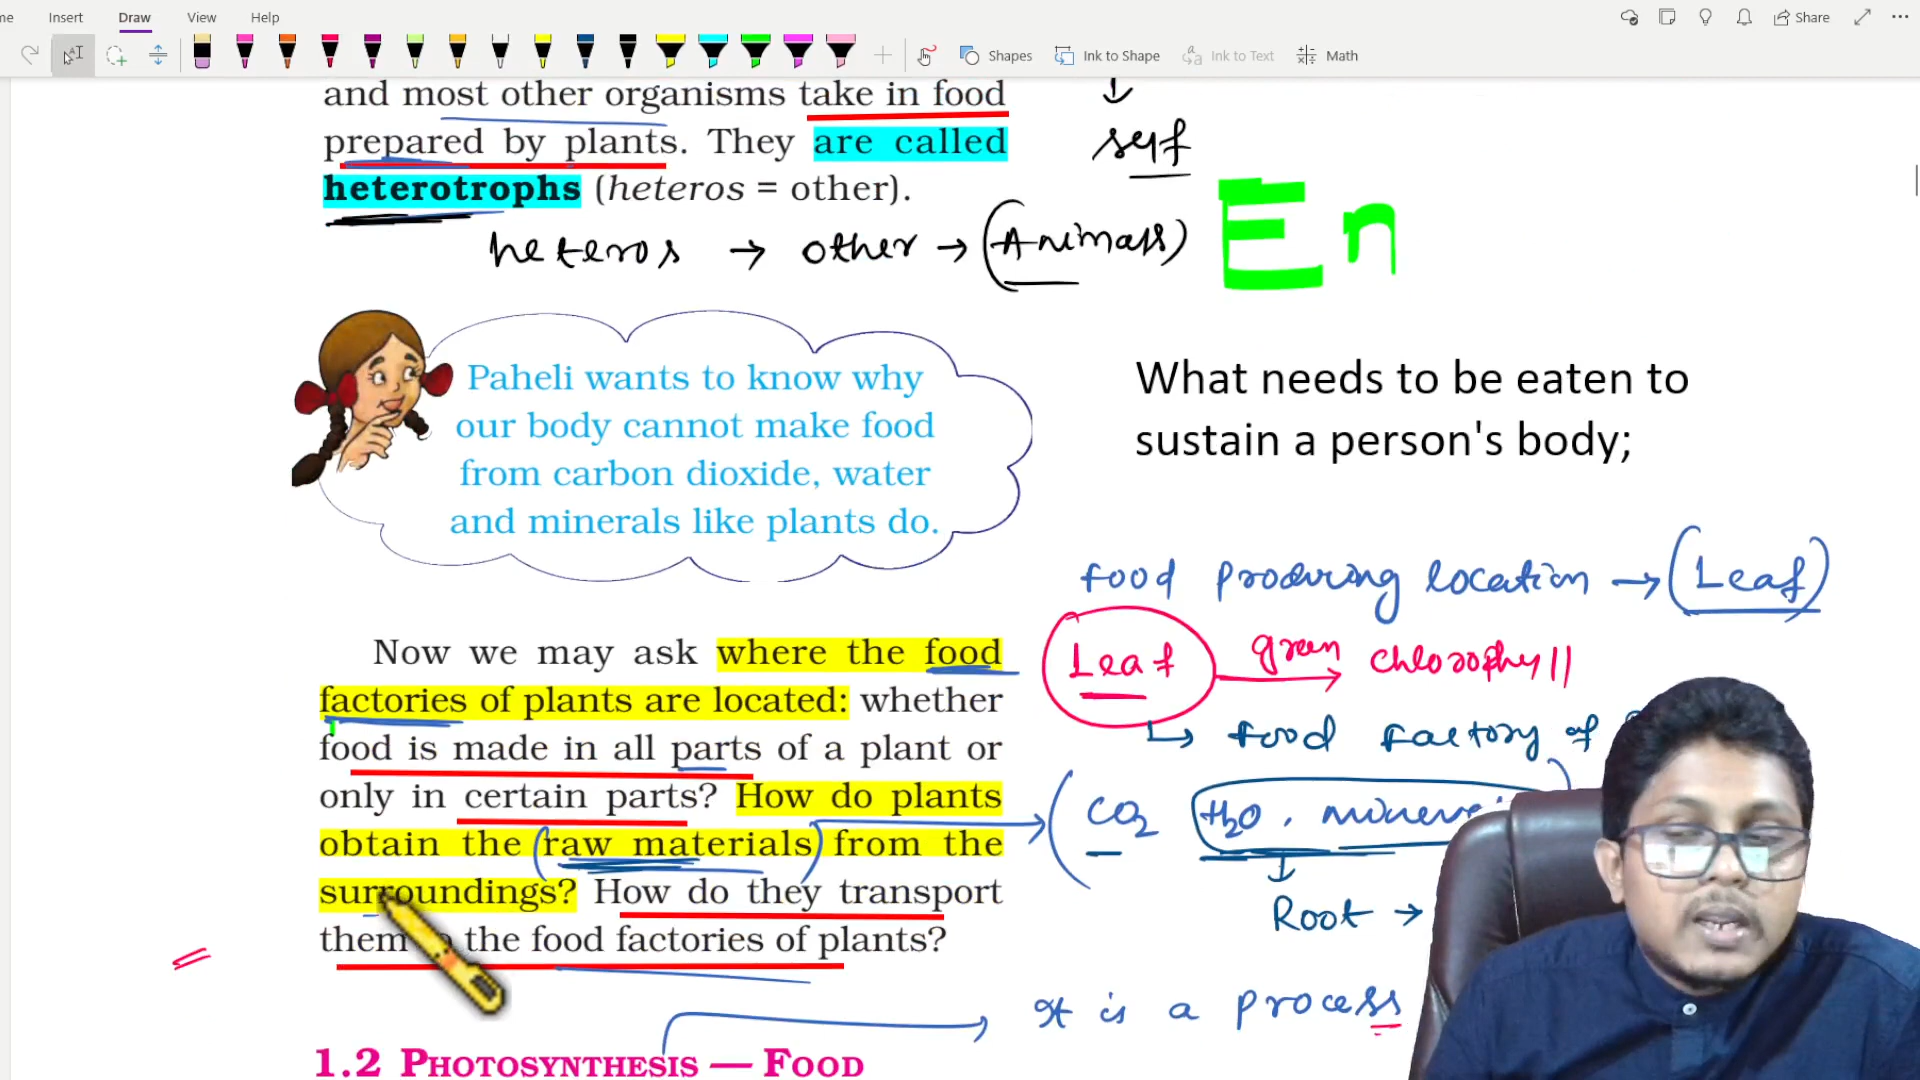 me Insert Draw View Help Share
Shapes Ink to Shape Ink to Text Math
and most other organisms take in food
prepared by plants. They are called
heterotrophs (heteros = other).
self
heteros → other → (Animals)
En
Paheli wants to know why
our body cannot make food
from carbon dioxide, water
and minerals like plants do.
What needs to be eaten to
sustain a person's body;
food producing location → (Leaf)
Leaf green chlorophyll
↳ food factory of
Now we may ask where the food
factories of plants are located: whether
food is made in all parts of a plant or
only in certain parts? How do plants
obtain the (raw materials) from the
surroundings? How do they transport
them the food factories of plants?
(CO2 H2O,
Root →
It is a process
1.2 PHOTOSYNTHESIS — FOOD